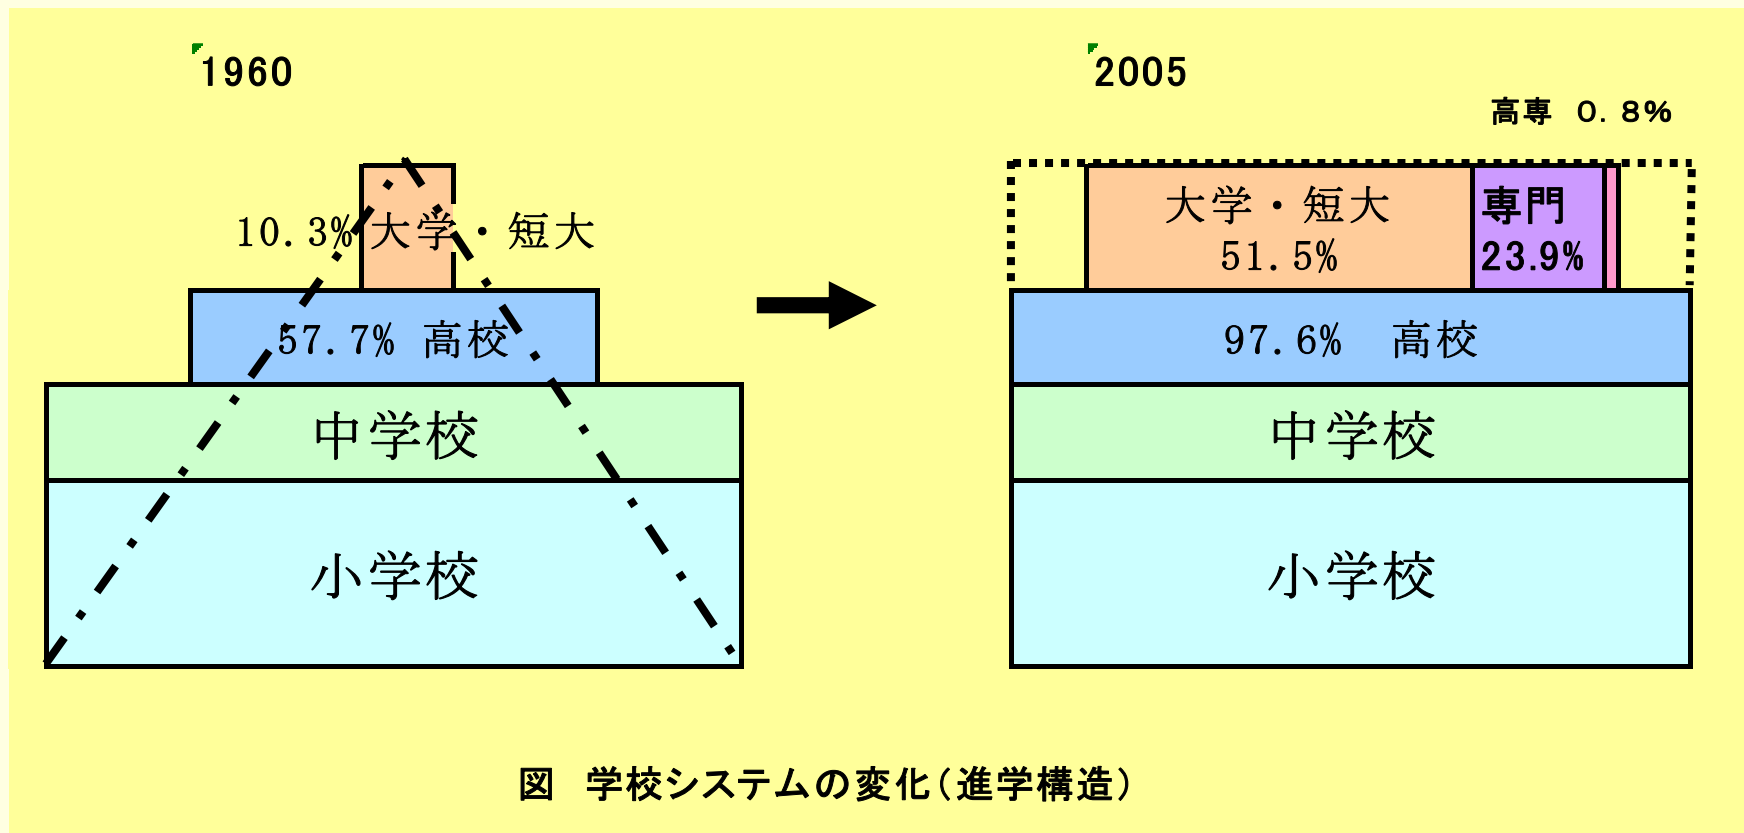 1960
10.3% 大学・短大
57.7% 高校
中学校
小学校
2005
高専　０．８％
大学・短大
51.5%
専門
23.9%
97.6%　高校
中学校
小学校
図　学校システムの変化（進学構造）